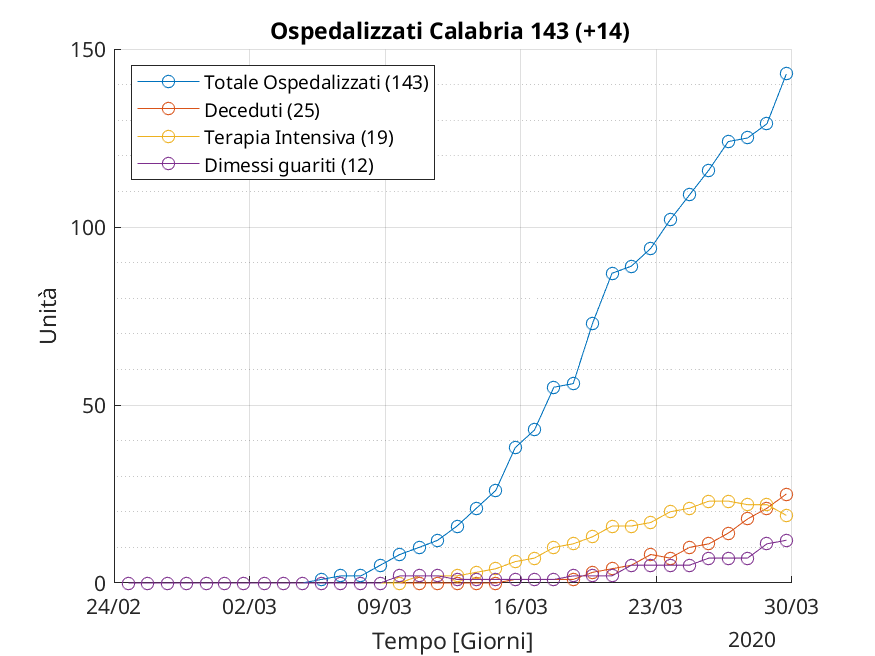 Ospedalizzati Calabria 143 (+14)
150
100
50
0
Unità
Totale Ospedalizzati (143)
Deceduti (25)
Terapia Intensiva (19)
Dimessi guariti (12)
24/02 02/03 09/03 16/03 23/03 30/03
Tempo [Giorni]
2020